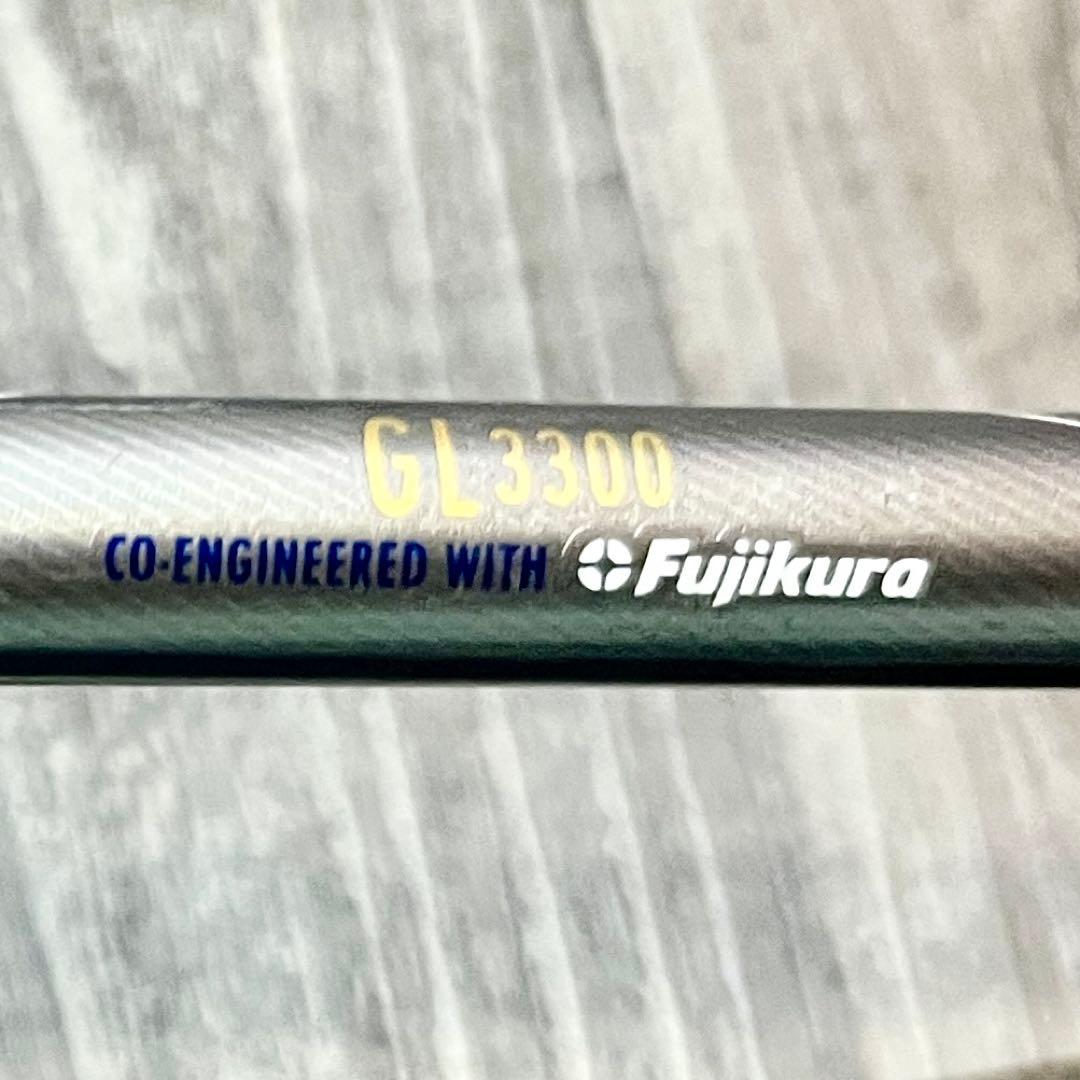 GL3300
CO-ENGINEERED WITH Fujikura